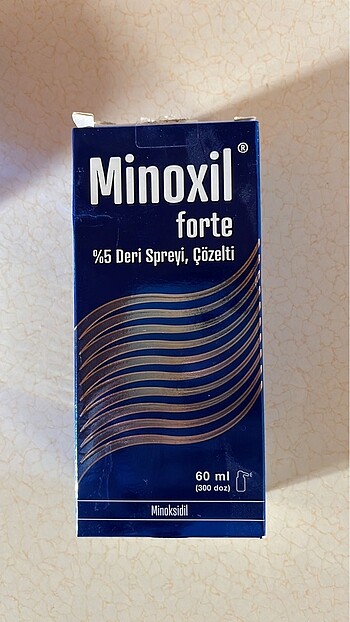 Minoxil®
forte
%5 Deri Spreyi, Çözelti
60 ml
(300 doz)
Minoksidil